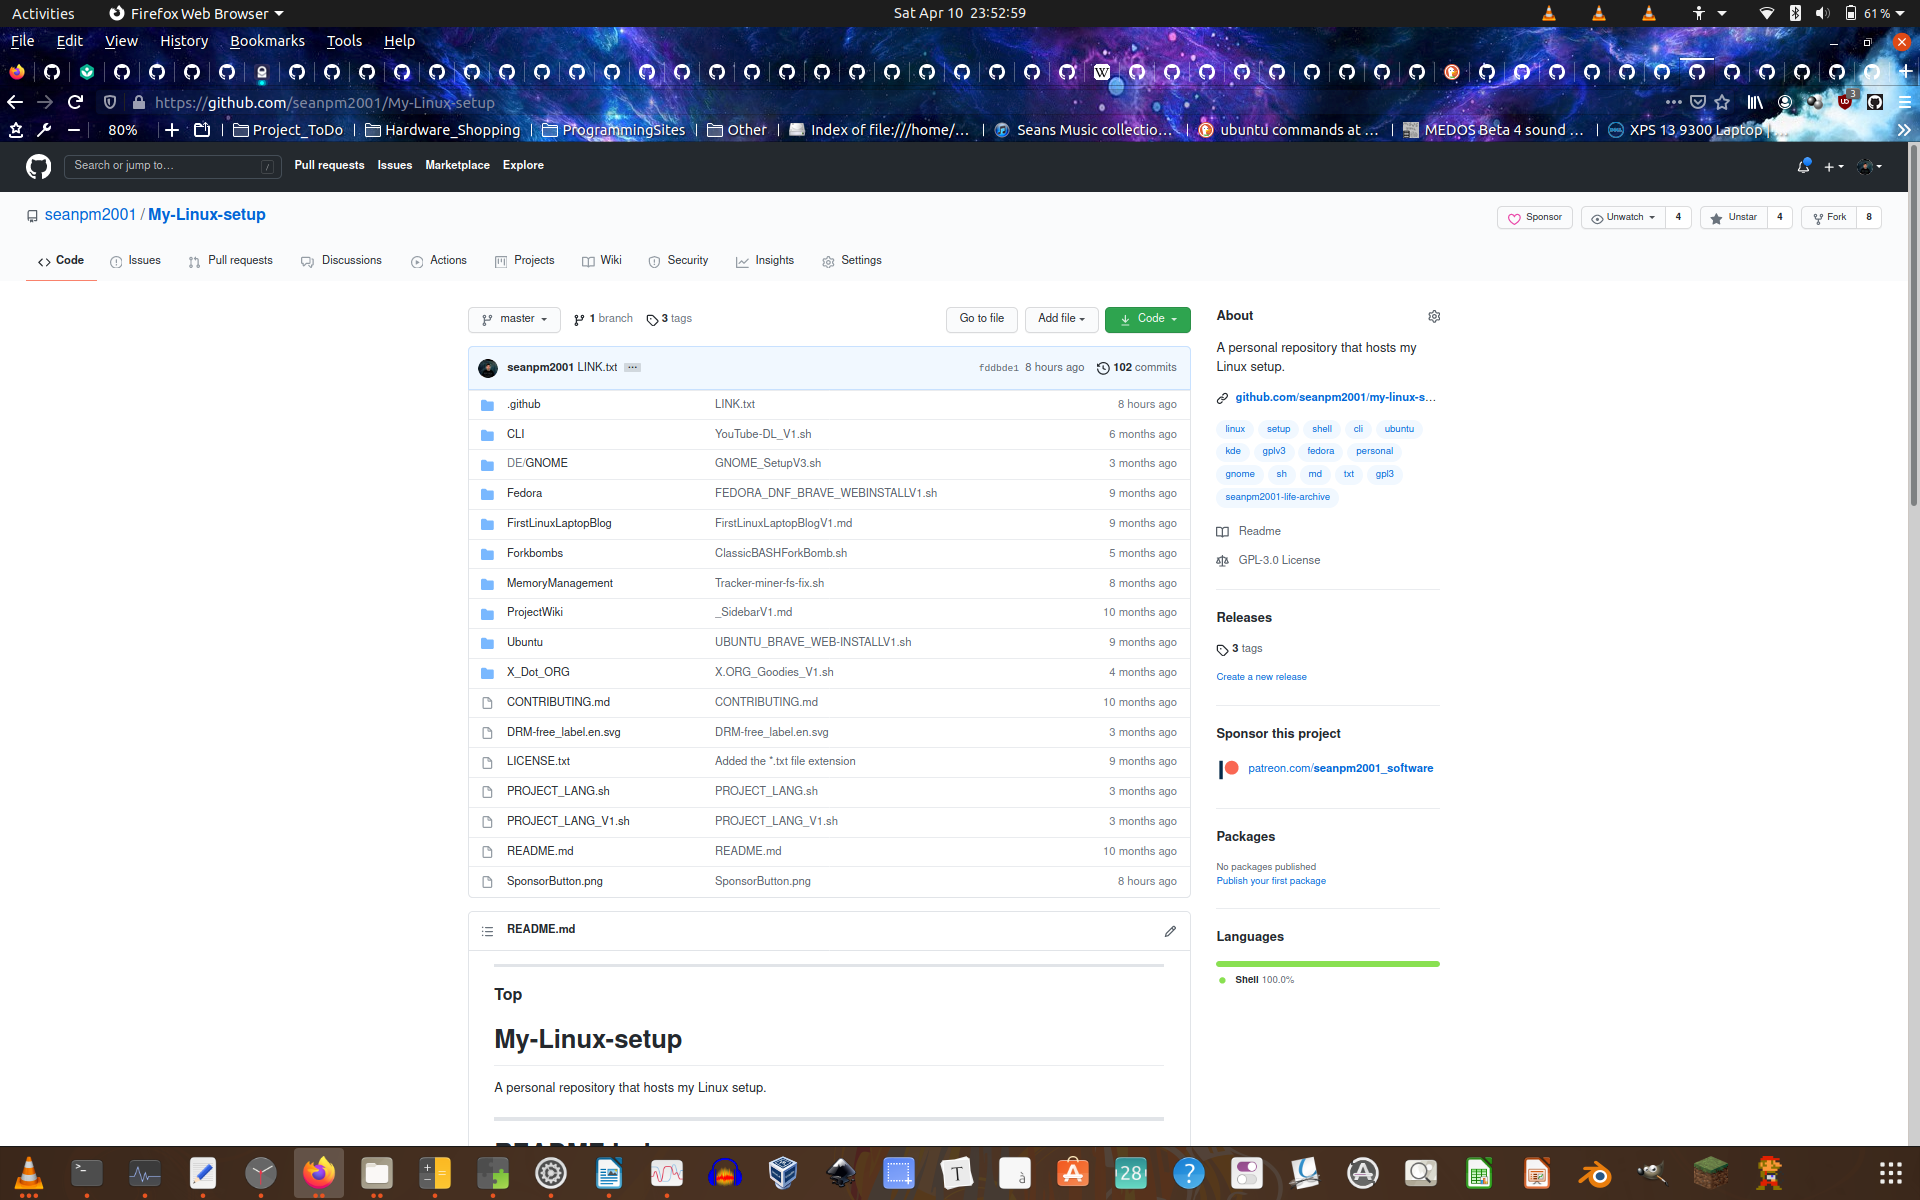 Activities Firefox Web Browser Sat Apr 10 23:52:59 61 %
File Edit View History Bookmarks Tools Help
W
https://github.com/seanpm2001/My-Linux-setup 3
80% Project_ToDo Hardware_Shopping ProgrammingSites Other Index of file:///home/… Seans Music collectio… ubuntu commands at … MEDOS Beta 4 sound … XPS 13 9300 Laptop
Search or jump to… / Pull requests Issues Marketplace Explore
seanpm2001 / My-Linux-setup Sponsor Unwatch 4 Unstar 4 Fork 8
Code Issues Pull requests Discussions Actions Projects Wiki Security Insights Settings
master 1 branch 3 tags Go to file Add file Code
seanpm2001 LINK.txt … fddbde1 8 hours ago 102 commits
.github LINK.txt 8 hours ago
CLI YouTube-DL_V1.sh 6 months ago
DE/GNOME GNOME_SetupV3.sh 3 months ago
Fedora FEDORA_DNF_BRAVE_WEBINSTALLV1.sh 9 months ago
FirstLinuxLaptopBlog FirstLinuxLaptopBlogV1.md 9 months ago
Forkbombs ClassicBASHForkBomb.sh 5 months ago
MemoryManagement Tracker-miner-fs-fix.sh 8 months ago
ProjectWiki _SidebarV1.md 10 months ago
Ubuntu UBUNTU_BRAVE_WEB-INSTALLV1.sh 9 months ago
X_Dot_ORG X.ORG_Goodies_V1.sh 4 months ago
CONTRIBUTING.md CONTRIBUTING.md 10 months ago
DRM-free_label.en.svg DRM-free_label.en.svg 3 months ago
LICENSE.txt Added the *.txt file extension 9 months ago
PROJECT_LANG.sh PROJECT_LANG.sh 3 months ago
PROJECT_LANG_V1.sh PROJECT_LANG_V1.sh 3 months ago
README.md README.md 10 months ago
SponsorButton.png SponsorButton.png 8 hours ago
README.md
Top
My-Linux-setup
A personal repository that hosts my Linux setup.
About
A personal repository that hosts my
Linux setup.
github.com/seanpm2001/my-linux-s…
linux setup shell cli ubuntu
kde gplv3 fedora personal
gnome sh md txt gpl3
seanpm2001-life-archive
Readme
GPL-3.0 License
Releases
3 tags
Create a new release
Sponsor this project
patreon.com/seanpm2001_software
Packages
No packages published
Publish your first package
Languages
Shell 100.0%
T à 28 ?